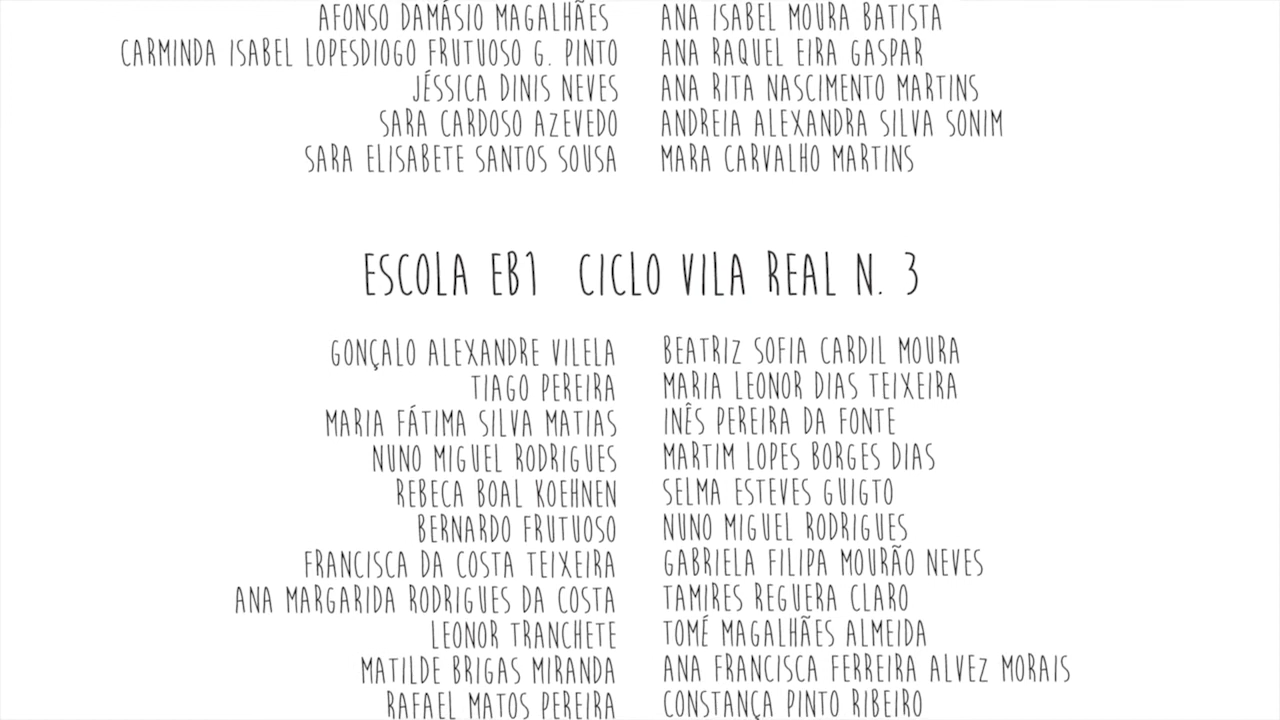 AFONSO DAMÁSIO MAGALHÃES ANA ISABEL MOURA BATISTA
CARMINDA ISABEL LOPESDIOGO FRUTUOSO G. PINTO ANA RAQUEL EIRA GASPAR
JÉSSICA DINIS NEVES ANA RITA NASCIMENTO MARTINS
SARA CARDOSO AZEVEDO ANDREIA ALEXANDRA SILVA SONIM
SARA ELISABETE SANTOS SOUSA MARA CARVALHO MARTINS
ESCOLA EB1 CICLO VILA REAL N. 3
GONÇALO ALEXANDRE VILELA BEATRIZ SOFIA CARDIL MOURA
TIAGO PEREIRA MARIA LEONOR DIAS TEIXEIRA
MARIA FÁTIMA SILVA MATIAS INÊS PEREIRA DA FONTE
NUNO MIGUEL RODRIGUES MARTIM LOPES BORGES DIAS
REBECA BOAL KOEHNEN SELMA ESTEVES GUIGTO
BERNARDO FRUTUOSO NUNO MIGUEL RODRIGUES
FRANCISCA DA COSTA TEIXEIRA GABRIELA FILIPA MOURÃO NEVES
ANA MARGARIDA RODRIGUES DA COSTA TAMIRES REGUERA CLARO
LEONOR TRANCHETE TOMÉ MAGALHÃES ALMEIDA
MATILDE BRIGAS MIRANDA ANA FRANCISCA FERREIRA ALVEZ MORAIS
RAFAEL MATOS PEREIRA CONSTANÇA PINTO RIBEIRO